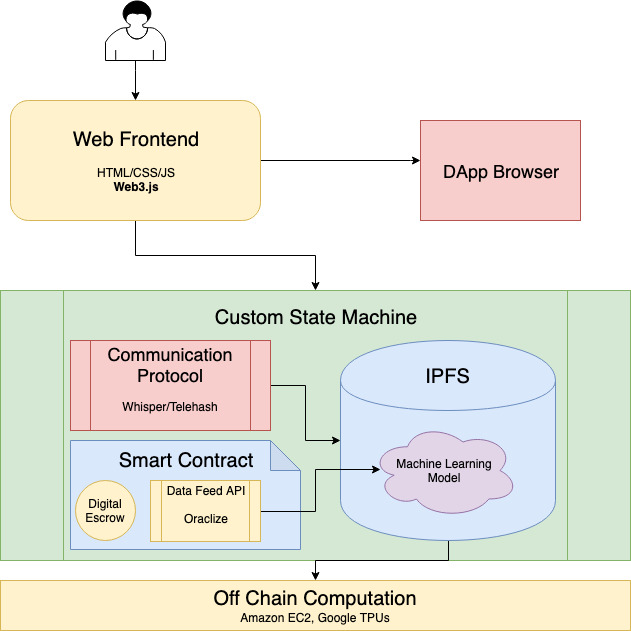 Web Frontend
HTML/CSS/JS
Web3.js
DApp Browser
Custom State Machine
Communication
Protocol
Whisper/Telehash
IPFS
Machine Learning
Model
Smart Contract
Digital
Escrow
Data Feed API
Oraclize
Off Chain Computation
Amazon EC2, Google TPUs